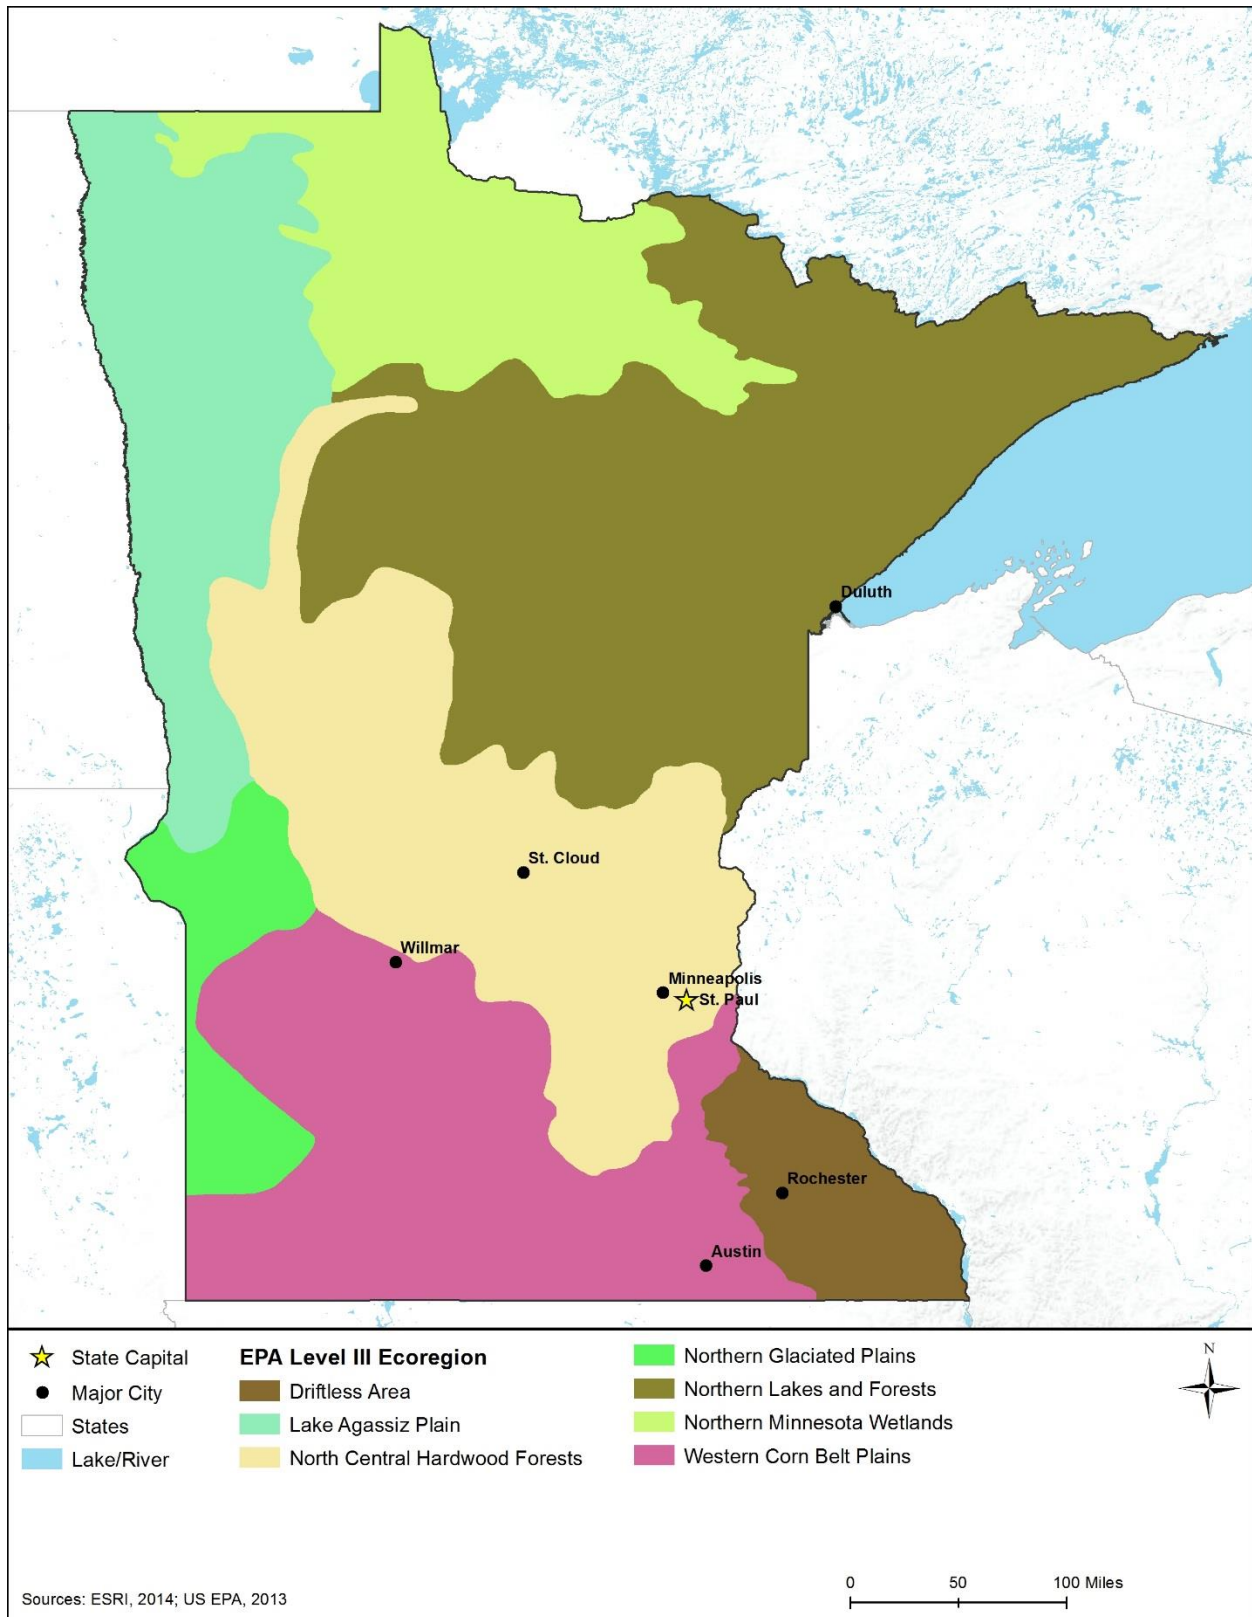 Duluth
St. Cloud
Willmar
Minneapolis
St. Paul
Rochester
Austin
State Capital
Major City
States
Lake/River
EPA Level III Ecoregion
Driftless Area
Lake Agassiz Plain
North Central Hardwood Forests
Northern Glaciated Plains
Northern Lakes and Forests
Northern Minnesota Wetlands
Western Corn Belt Plains
N
Sources: ESRI, 2014; US EPA, 2013
0 50 100 Miles